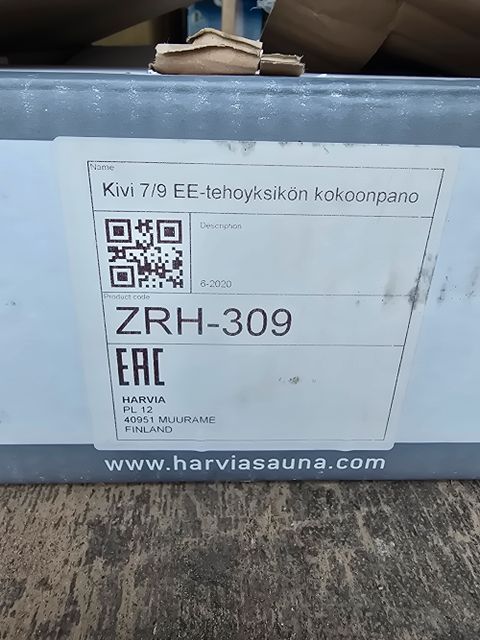 Name
Kivi 7/9 EE-tehoyksikön kokoonpano
Description
6-2020
Product code
ZRH-309
EAC
HARVIA
PL 12
40951 MUURAME
FINLAND
www.harviasauna.com